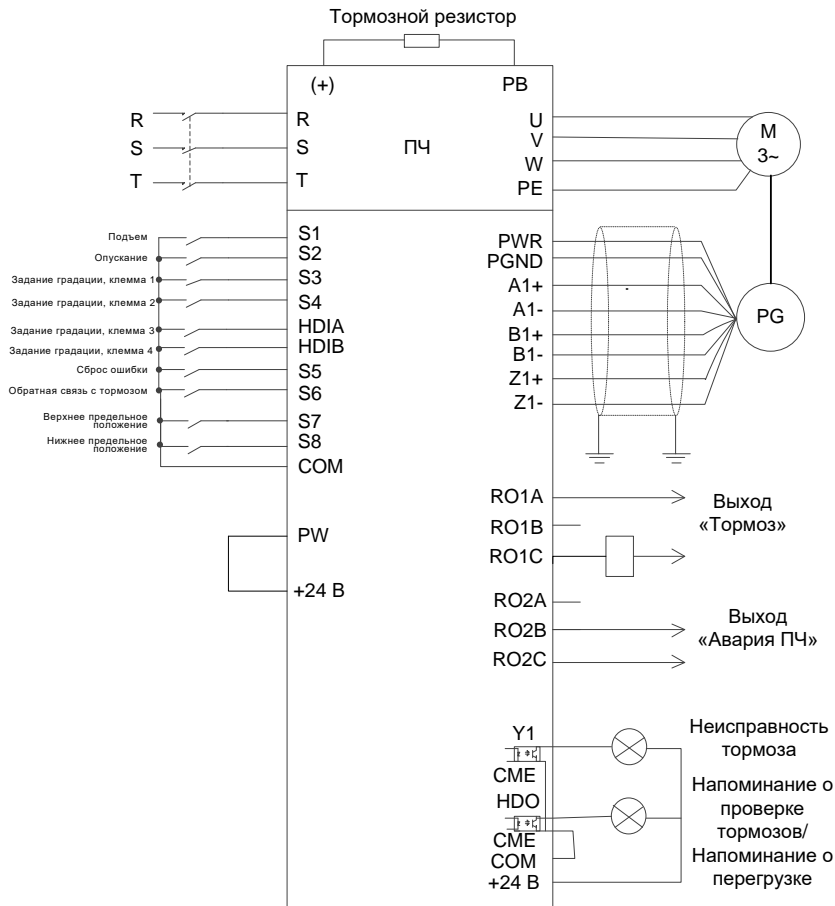 Тормозной резистор
(+)
PB
R
S
T
R
S
T
ПЧ
U
V
W
PE
M
3~
Подъем
Опускание
Задание градации, клемма 1
Задание градации, клемма 2
Задание градации, клемма 3
Задание градации, клемма 4
Сброс ошибки
Обратная связь с тормозом
Верхнее предельное
положение
Нижнее предельное
положение
S1
S2
S3
S4
HDIA
HDIB
S5
S6
S7
S8
COM
PW
+24 В
PWR
PGND
A1+
A1-
B1+
B1-
Z1+
Z1-
PG
RO1A
RO1B
RO1C
Выход
«Тормоз»
RO2A
RO2B
RO2C
Выход
«Авария ПЧ»
Y1
CME
HDO
CME
COM
+24 В
Неисправность
тормоза
Напоминание о
проверке
тормозов/
Напоминание о
перегрузке